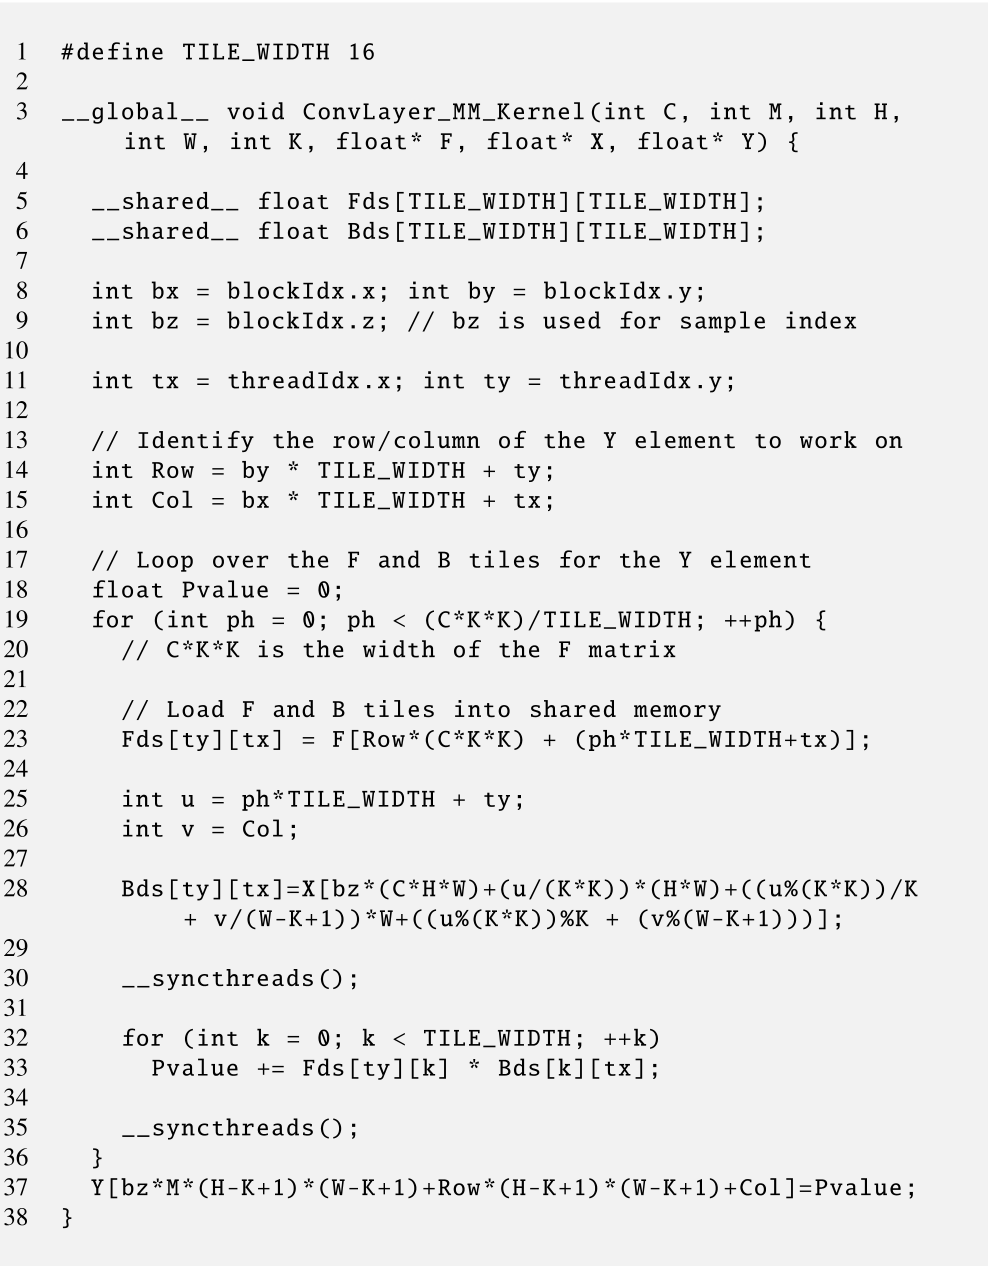 1 #define TILE_WIDTH 16
2
3 __global__ void ConvLayer_MM_Kernel(int C, int M, int H,
int W, int K, float* F, float* X, float* Y) {
4
5 __shared__ float Fds[TILE_WIDTH][TILE_WIDTH];
6 __shared__ float Bds[TILE_WIDTH][TILE_WIDTH];
7
8 int bx = blockIdx.x; int by = blockIdx.y;
9 int bz = blockIdx.z; // bz is used for sample index
10
11 int tx = threadIdx.x; int ty = threadIdx.y;
12
13 // Identify the row/column of the Y element to work on
14 int Row = by * TILE_WIDTH + ty;
15 int Col = bx * TILE_WIDTH + tx;
16
17 // Loop over the F and B tiles for the Y element
18 float Pvalue = 0;
19 for (int ph = 0; ph < (C*K*K)/TILE_WIDTH; ++ph) {
20 // C*K*K is the width of the F matrix
21
22 // Load F and B tiles into shared memory
23 Fds[ty][tx] = F[Row*(C*K*K) + (ph*TILE_WIDTH+tx)];
24
25 int u = ph*TILE_WIDTH + ty;
26 int v = Col;
27
28 Bds[ty][tx]=X[bz*(C*H*W)+(u/(K*K))*(H*W)+((u%(K*K))/K
+ v/(W-K+1))*W+((u%(K*K))%K + (v%(W-K+1)))];
29
30 __syncthreads();
31
32 for (int k = 0; k < TILE_WIDTH; ++k)
33 Pvalue += Fds[ty][k] * Bds[k][tx];
34
35 __syncthreads();
36 }
37 Y[bz*M*(H-K+1)*(W-K+1)+Row*(H-K+1)*(W-K+1)+Col]=Pvalue;
38 }